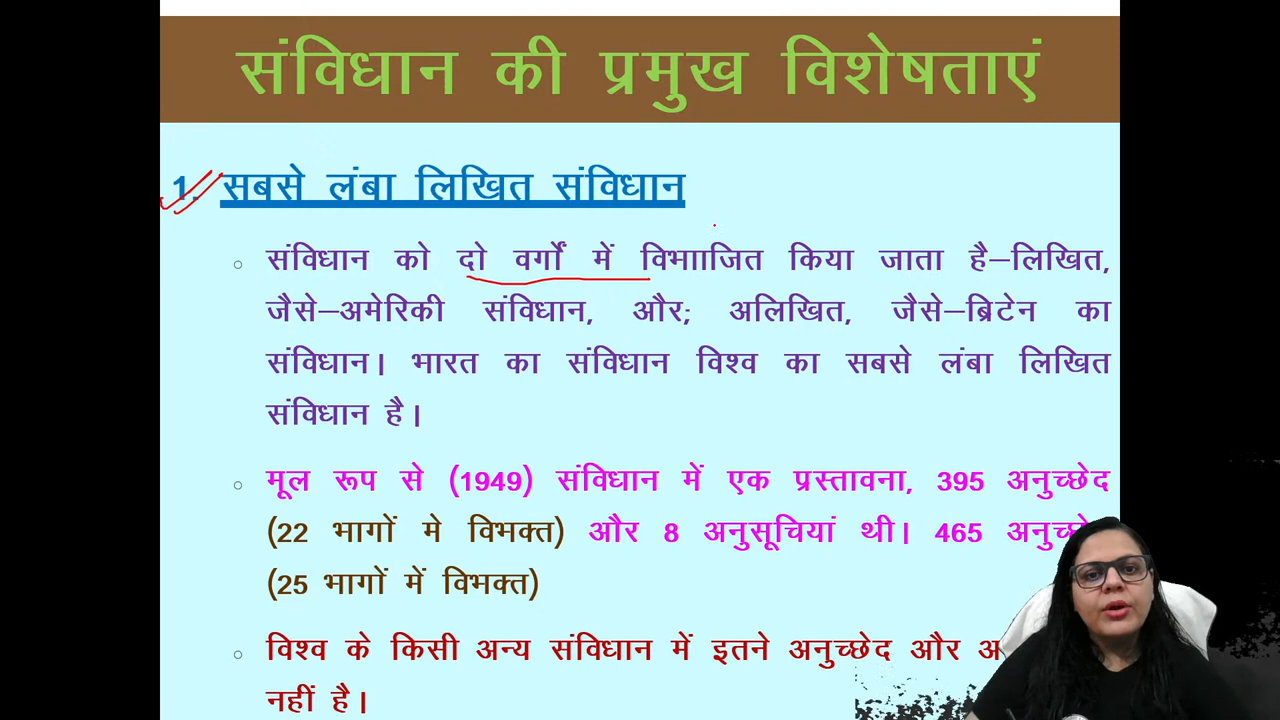 संविधान की प्रमुख विशेषताएं
1. सबसे लंबा लिखित संविधान
संविधान को दो वर्गों में विभााजित किया जाता है–लिखित,
जैसे–अमेरिकी संविधान, और; अलिखित, जैसे–ब्रिटेन का
संविधान। भारत का संविधान विश्व का सबसे लंबा लिखित
संविधान है।
मूल रूप से (1949) संविधान में एक प्रस्तावना, 395 अनुच्छेद
(22 भागों मे विभक्त) और 8 अनुसूचियां थी। 465
(25 भागों में विभक्त)
विश्व के किसी अन्य संविधान में इतने अनुच्छेद और
नहीं है।